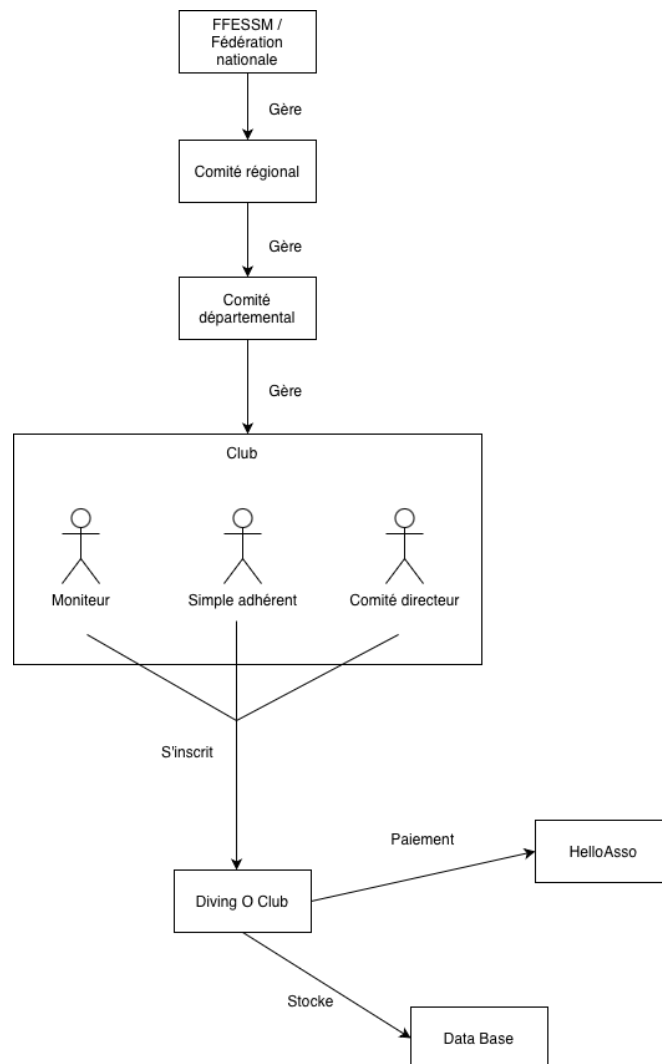 FFESSM /
Fédération
nationale
Gère
Comité régional
Gère
Comité
départemental
Gère
Club
Moniteur
Simple adhérent
Comité directeur
S'inscrit
Paiement
HelloAsso
Diving O Club
Stocke
Data Base